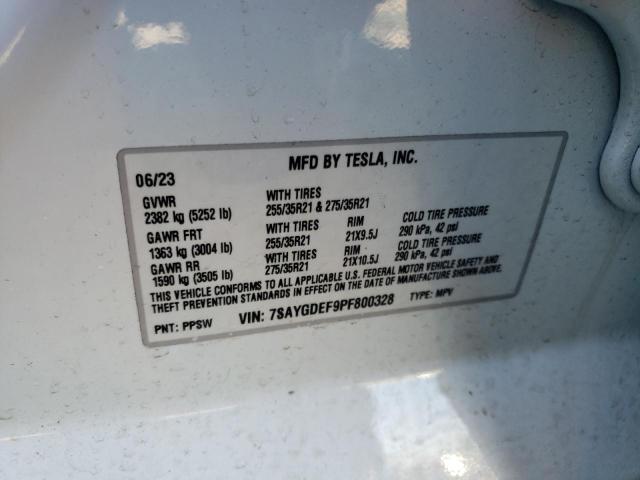 06/23 MFD BY TESLA, INC.
GVWR WITH TIRES
2382 kg (5252 lb) 255/35R21 & 275/35R21
GAWR FRT WITH TIRES RIM COLD TIRE PRESSURE
1363 kg (3004 lb) 255/35R21 21X9.5J 290 kPa, 42 psi
GAWR RR WITH TIRES RIM COLD TIRE PRESSURE
1590 kg (3505 lb) 275/35R21 21X10.5J 290 kPa, 42 psi
THIS VEHICLE CONFORMS TO ALL APPLICABLE U.S. FEDERAL MOTOR VEHICLE SAFETY AND
THEFT PREVENTION STANDARDS IN EFFECT ON THE DATE OF MANUFACTURE SHOWN ABOVE.
PNT: PPSW VIN: 7SAYGDEF9PF800328 TYPE: MPV